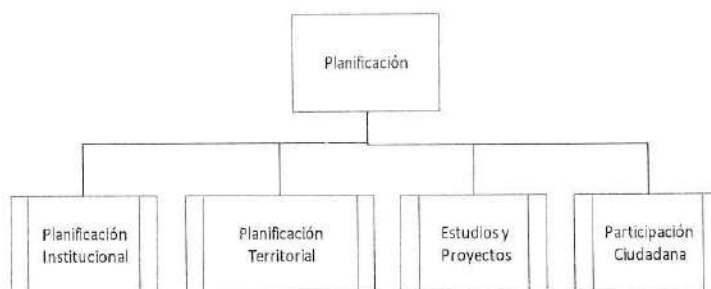 Planificación
Planificación
Institucional
Planificación
Territorial
Estudios y
Proyectos
Participación
Ciudadana